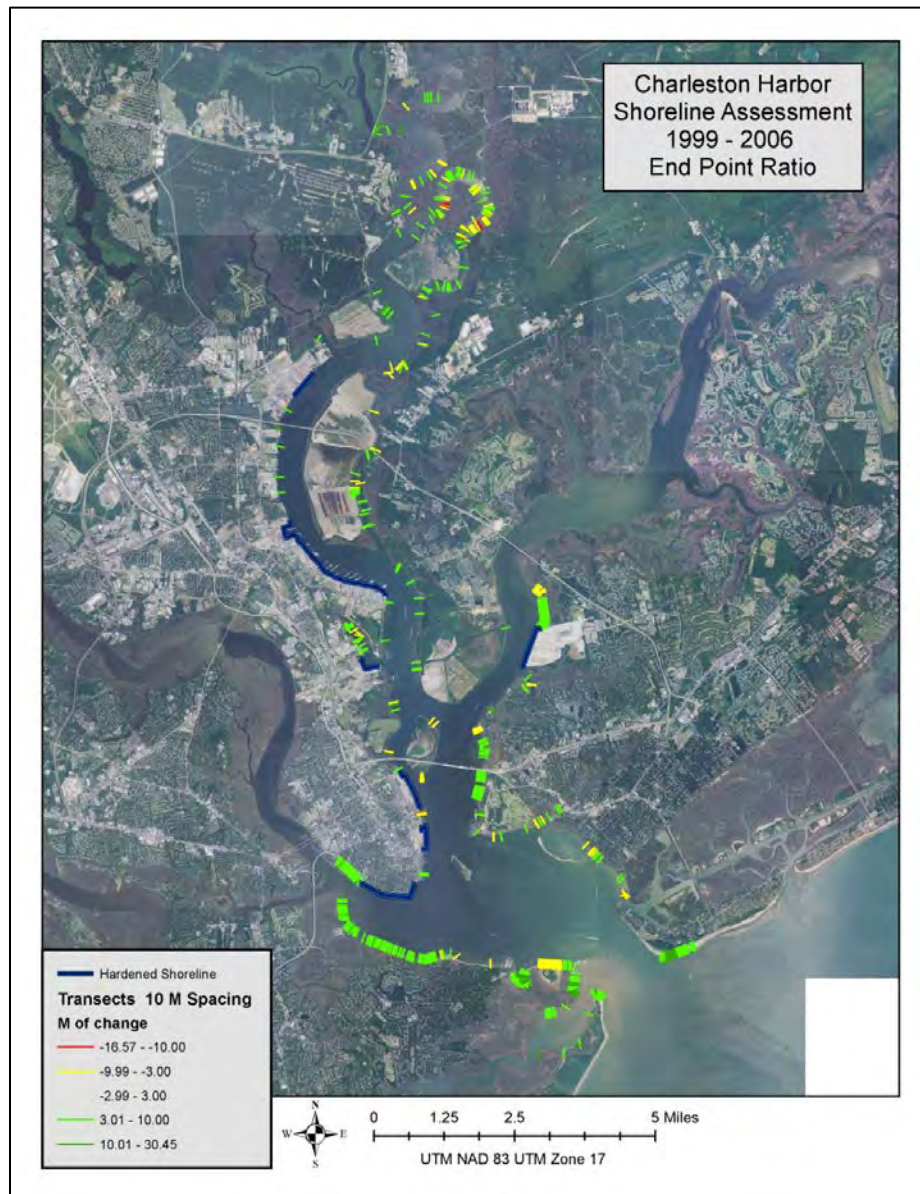 Charleston Harbor
Shoreline Assessment
1999 - 2006
End Point Ratio
Hardened Shoreline
Transects 10 M Spacing
M of change
-16.57 - -10.00
-9.99 - -3.00
-2.99 - 3.00
3.01 - 10.00
10.01 - 30.45
N
W E
S
0 1.25 2.5 5 Miles
UTM NAD 83 UTM Zone 17